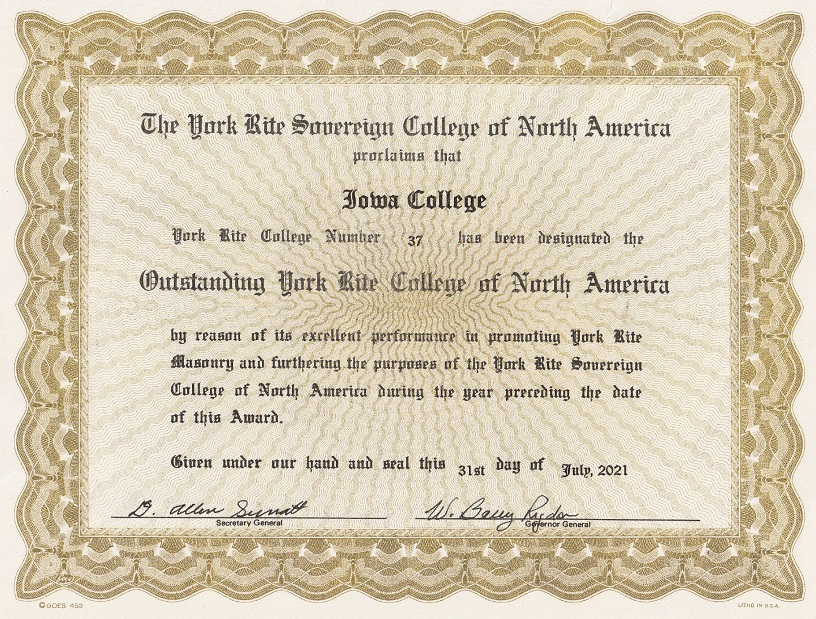 The York Rite Sovereign College of North America
proclaims that
Iowa College
York Rite College Number 37 has been designated the
Outstanding York Rite College of North America
by reason of its excellent performance in promoting York Rite
Masonry and furthering the purposes of the York Rite Sovereign
College of North America during the year preceding the date
of this Award.
Given under our hand and seal this 31st day of July, 2021
D. Allen Surratt W. Barry Rigdon
Secretary General Governor General
©GOES 453 LITHO IN U.S.A.